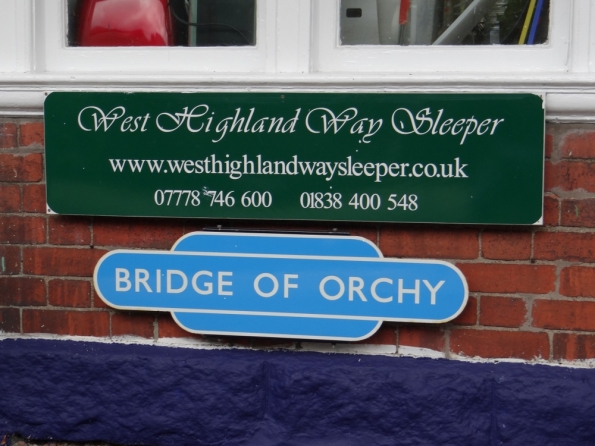 West Highland Way Sleeper
www.westhighlandwaysleeper.co.uk
07778 746 600 01838 400 548
BRIDGE OF ORCHY